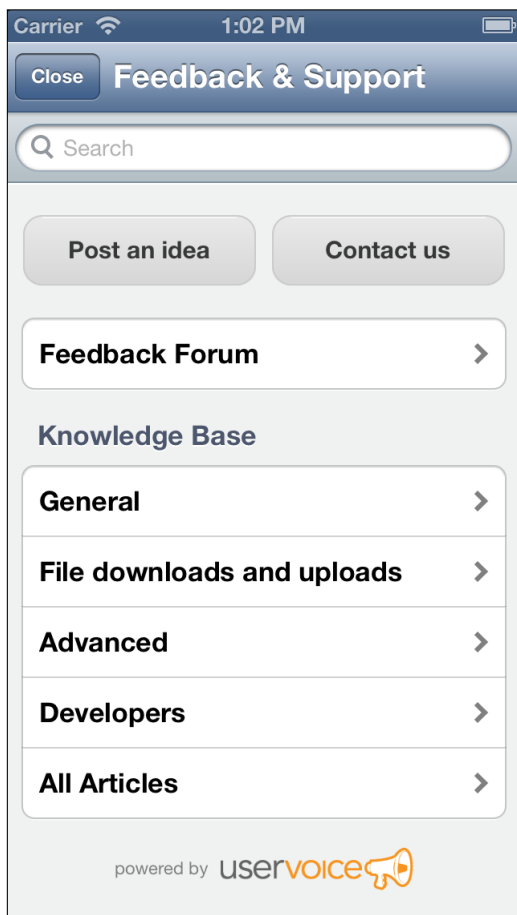 Carrier 1:02 PM
Close Feedback & Support
Search
Post an idea Contact us
Feedback Forum
Knowledge Base
General
File downloads and uploads
Advanced
Developers
All Articles
powered by uservoice